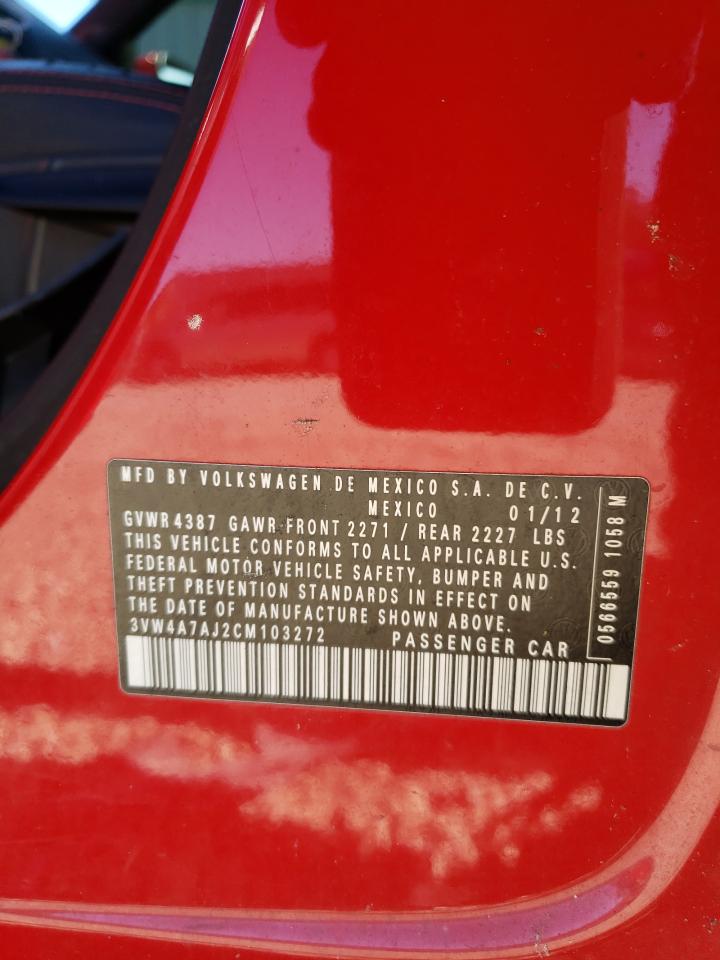 MFD BY VOLKSWAGEN DE MEXICO S.A. DE C.V.
MEXICO 01/12
GVWR 4387 GAWR FRONT 2271 / REAR 2227 LBS
THIS VEHICLE CONFORMS TO ALL APPLICABLE U.S.
FEDERAL MOTOR VEHICLE SAFETY, BUMPER AND
THEFT PREVENTION STANDARDS IN EFFECT ON
THE DATE OF MANUFACTURE SHOWN ABOVE.
3VW4A7AJ2CM103272 PASSENGER CAR
0566559 1058 M